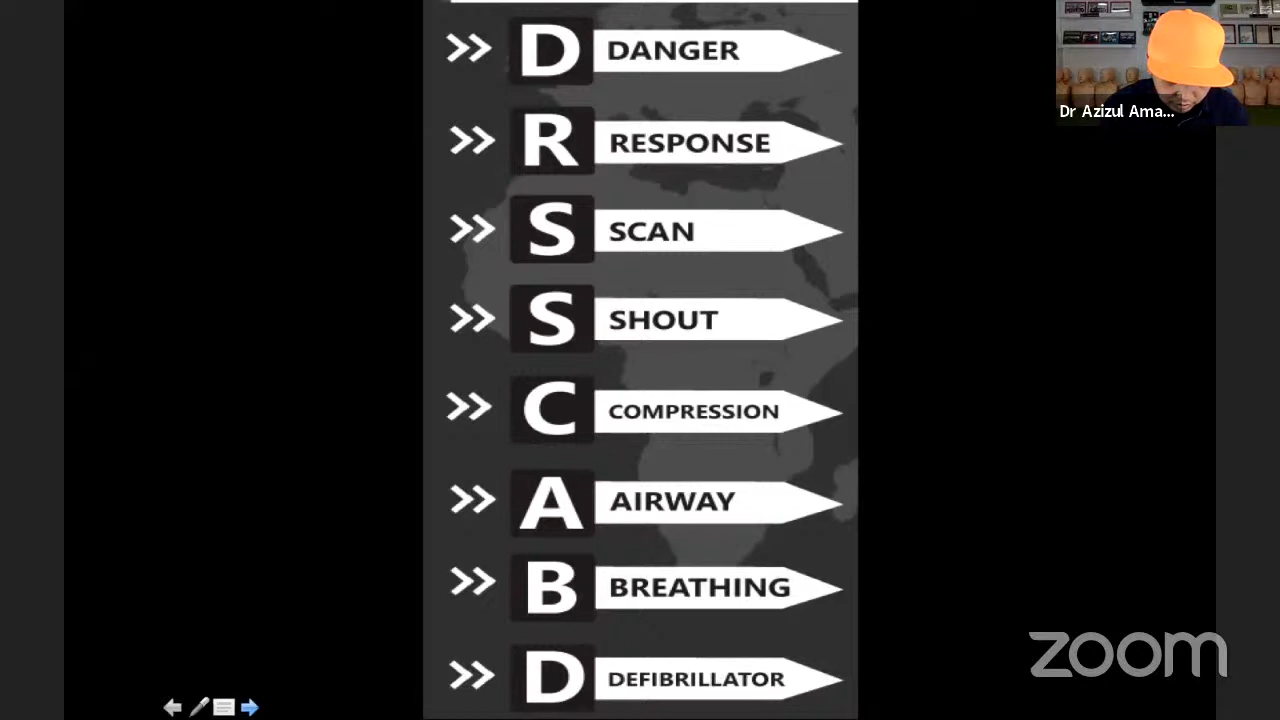 D DANGER
R RESPONSE
S SCAN
S SHOUT
C COMPRESSION
A AIRWAY
B BREATHING
D DEFIBRILLATOR
Dr Azizul Ama...
zoom